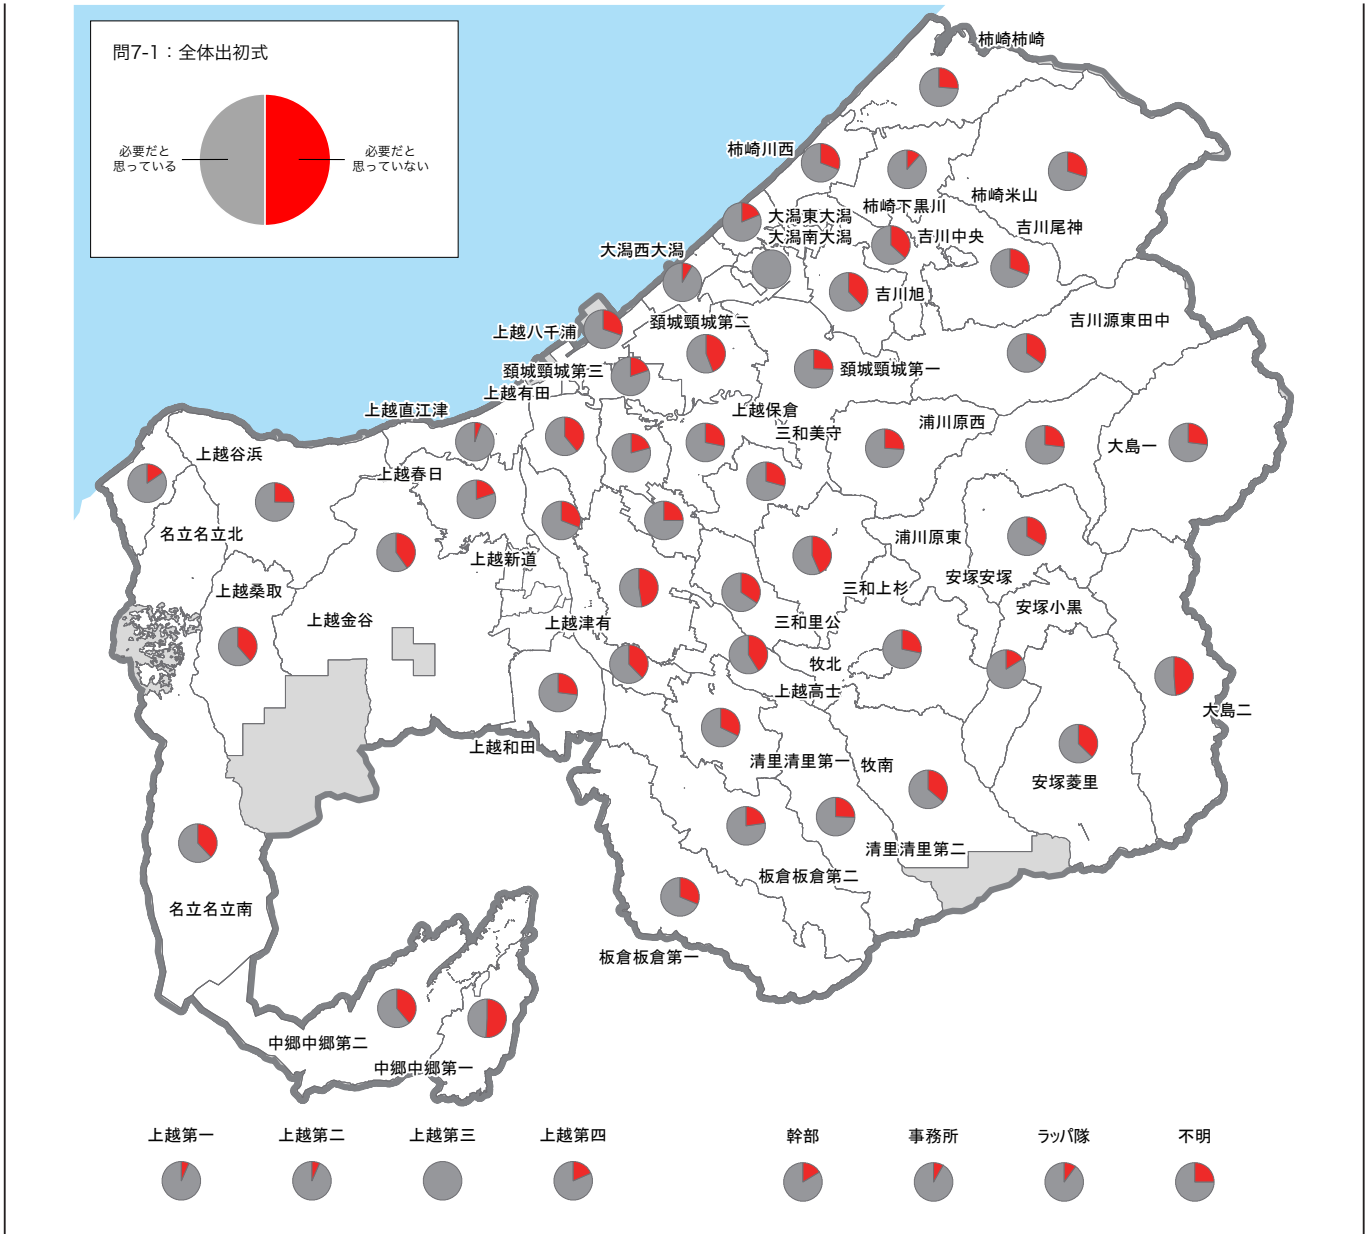 問7-1：全体出初式
必要だと
思っている
必要だと
思っていない
柿崎柿崎
柿崎川西
柿崎米山
柿崎下黒川
大潟東大潟
吉川尾神
大潟南大潟
吉川中央
大潟西大潟
吉川旭
頚城頸城第二
吉川源東田中
上越八千浦
頚城頸城第三
頚城頸城第一
上越有田
上越直江津
上越保倉
浦川原西
三和美守
大島一
上越谷浜
上越春日
名立名立北
浦川原東
上越新道
安塚安塚
上越桑取
三和上杉
安塚小黒
上越金谷
上越津有
三和里公
牧北
上越高士
大島二
上越和田
清里清里第一
牧南
安塚菱里
清里清里第二
板倉板倉第二
名立名立南
板倉板倉第一
中郷中郷第二
中郷中郷第一
上越第一
上越第二
上越第三
上越第四
幹部
事務所
ラッパ隊
不明